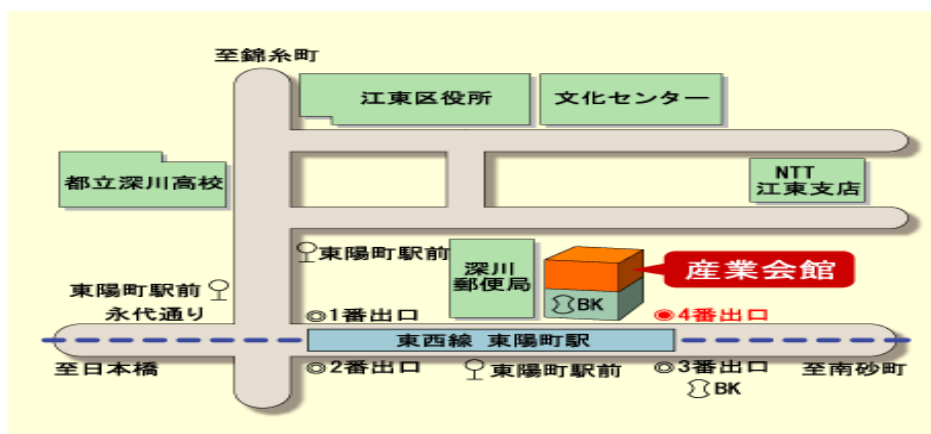 至錦糸町
江東区役所
文化センター
都立深川高校
NTT
江東支店
東陽町駅前
深川
郵便局
産業会館
東陽町駅前
永代通り
BK
1番出口
4番出口
東西線 東陽町駅
至日本橋
2番出口
東陽町駅前
3番出口
至南砂町
BK